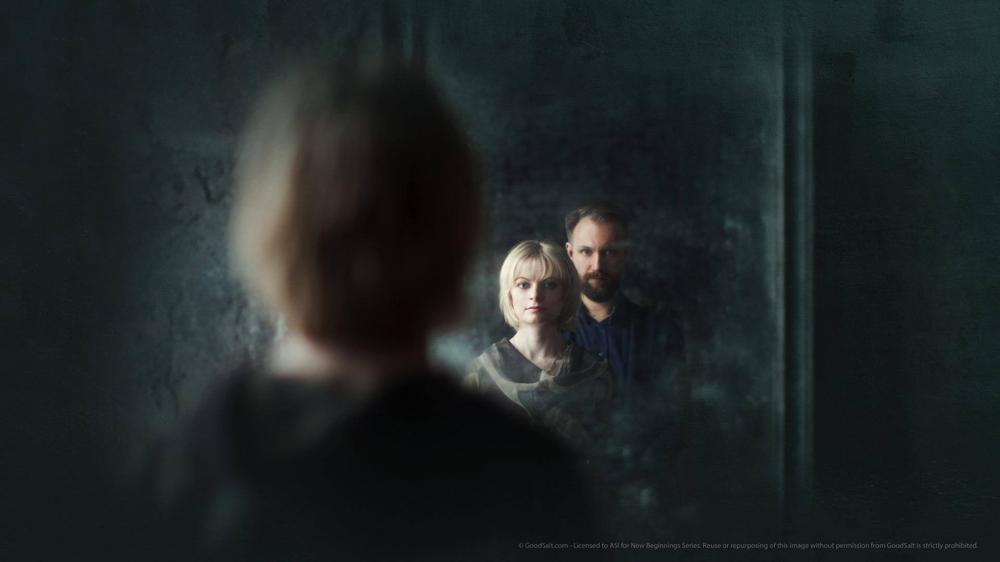 © GoodSalt.com - Licensed to ASI for New Beginnings Series. Reuse or repurposing of this image without permission from GoodSalt is strictly prohibited.